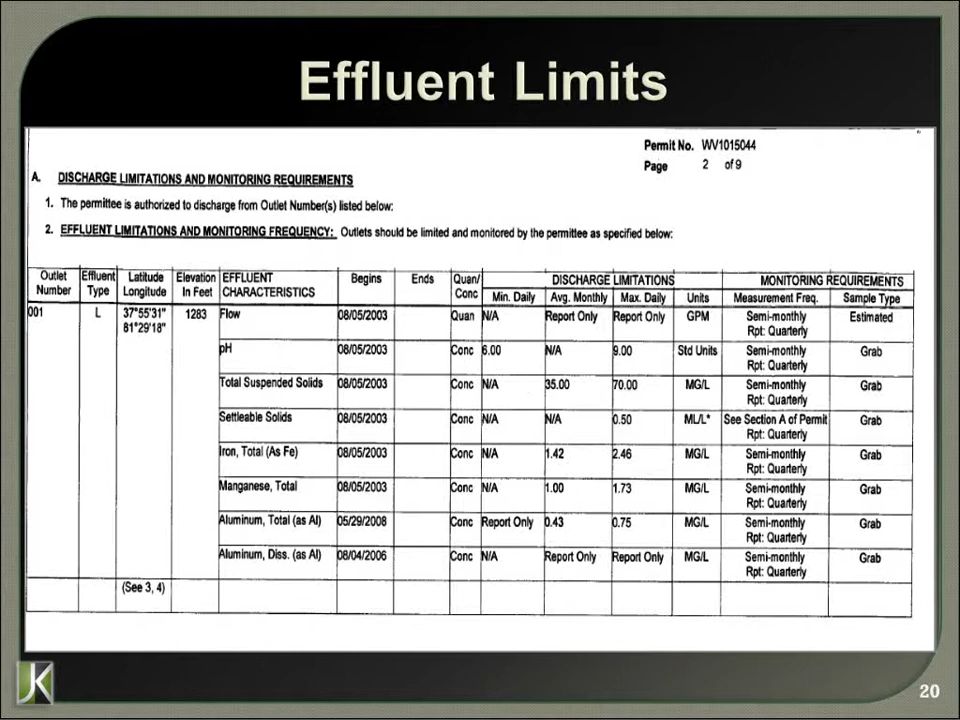 Effluent Limits
Permit No. WV1015044
Page 2 of 9
A. DISCHARGE LIMITATIONS AND MONITORING REQUIREMENTS
1. The permittee is authorized to discharge from Outlet Number(s) listed below:
2. EFFLUENT LIMITATIONS AND MONITORING FREQUENCY: Outlets should be limited and monitored by the permittee as specified below:
Outlet Effluent Latitude Elevation EFFLUENT Begins Ends Quan/ DISCHARGE LIMITATIONS MONITORING REQUIREMENTS
Number Type Longitude In Feet CHARACTERISTICS Conc Min. Daily Avg. Monthly Max. Daily Units Measurement Freq. Sample Type
001 L 37°55'31" 1283 Flow 08/05/2003 Quan N/A Report Only Report Only GPM Semi-monthly Estimated
81°29'18" Rpt: Quarterly
pH 08/05/2003 Conc 6.00 N/A 9.00 Std Units Semi-monthly Grab
Rpt: Quarterly
Total Suspended Solids 08/05/2003 Conc N/A 35.00 70.00 MG/L Semi-monthly Grab
Rpt: Quarterly
Settleable Solids 08/05/2003 Conc N/A N/A 0.50 ML/L* See Section A of Permit Grab
Rpt: Quarterly
Iron, Total (As Fe) 08/05/2003 Conc N/A 1.42 2.46 MG/L Semi-monthly Grab
Rpt: Quarterly
Manganese, Total 08/05/2003 Conc N/A 1.00 1.73 MG/L Semi-monthly Grab
Rpt: Quarterly
Aluminum, Total (as Al) 05/29/2008 Conc Report Only 0.43 0.75 MG/L Semi-monthly Grab
Rpt: Quarterly
Aluminum, Diss. (as Al) 08/04/2006 Conc N/A Report Only Report Only MG/L Semi-monthly Grab
Rpt: Quarterly
(See 3, 4)
JK
20